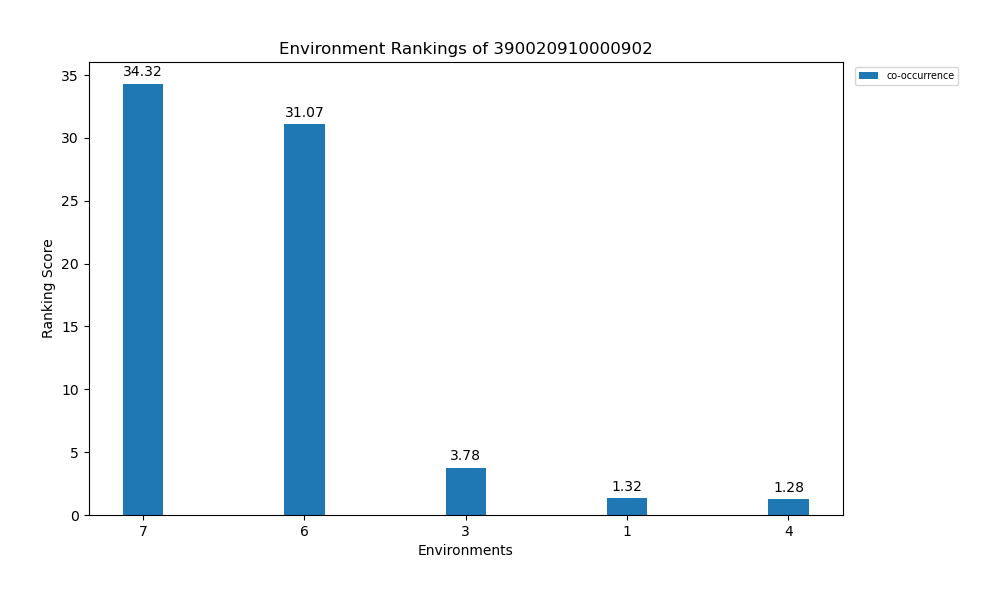 Environment Rankings of 390020910000902
co-occurrence
34.32
31.07
3.78
1.32
1.28
35
30
25
20
15
10
5
0
Ranking Score
7 6 3 1 4
Environments